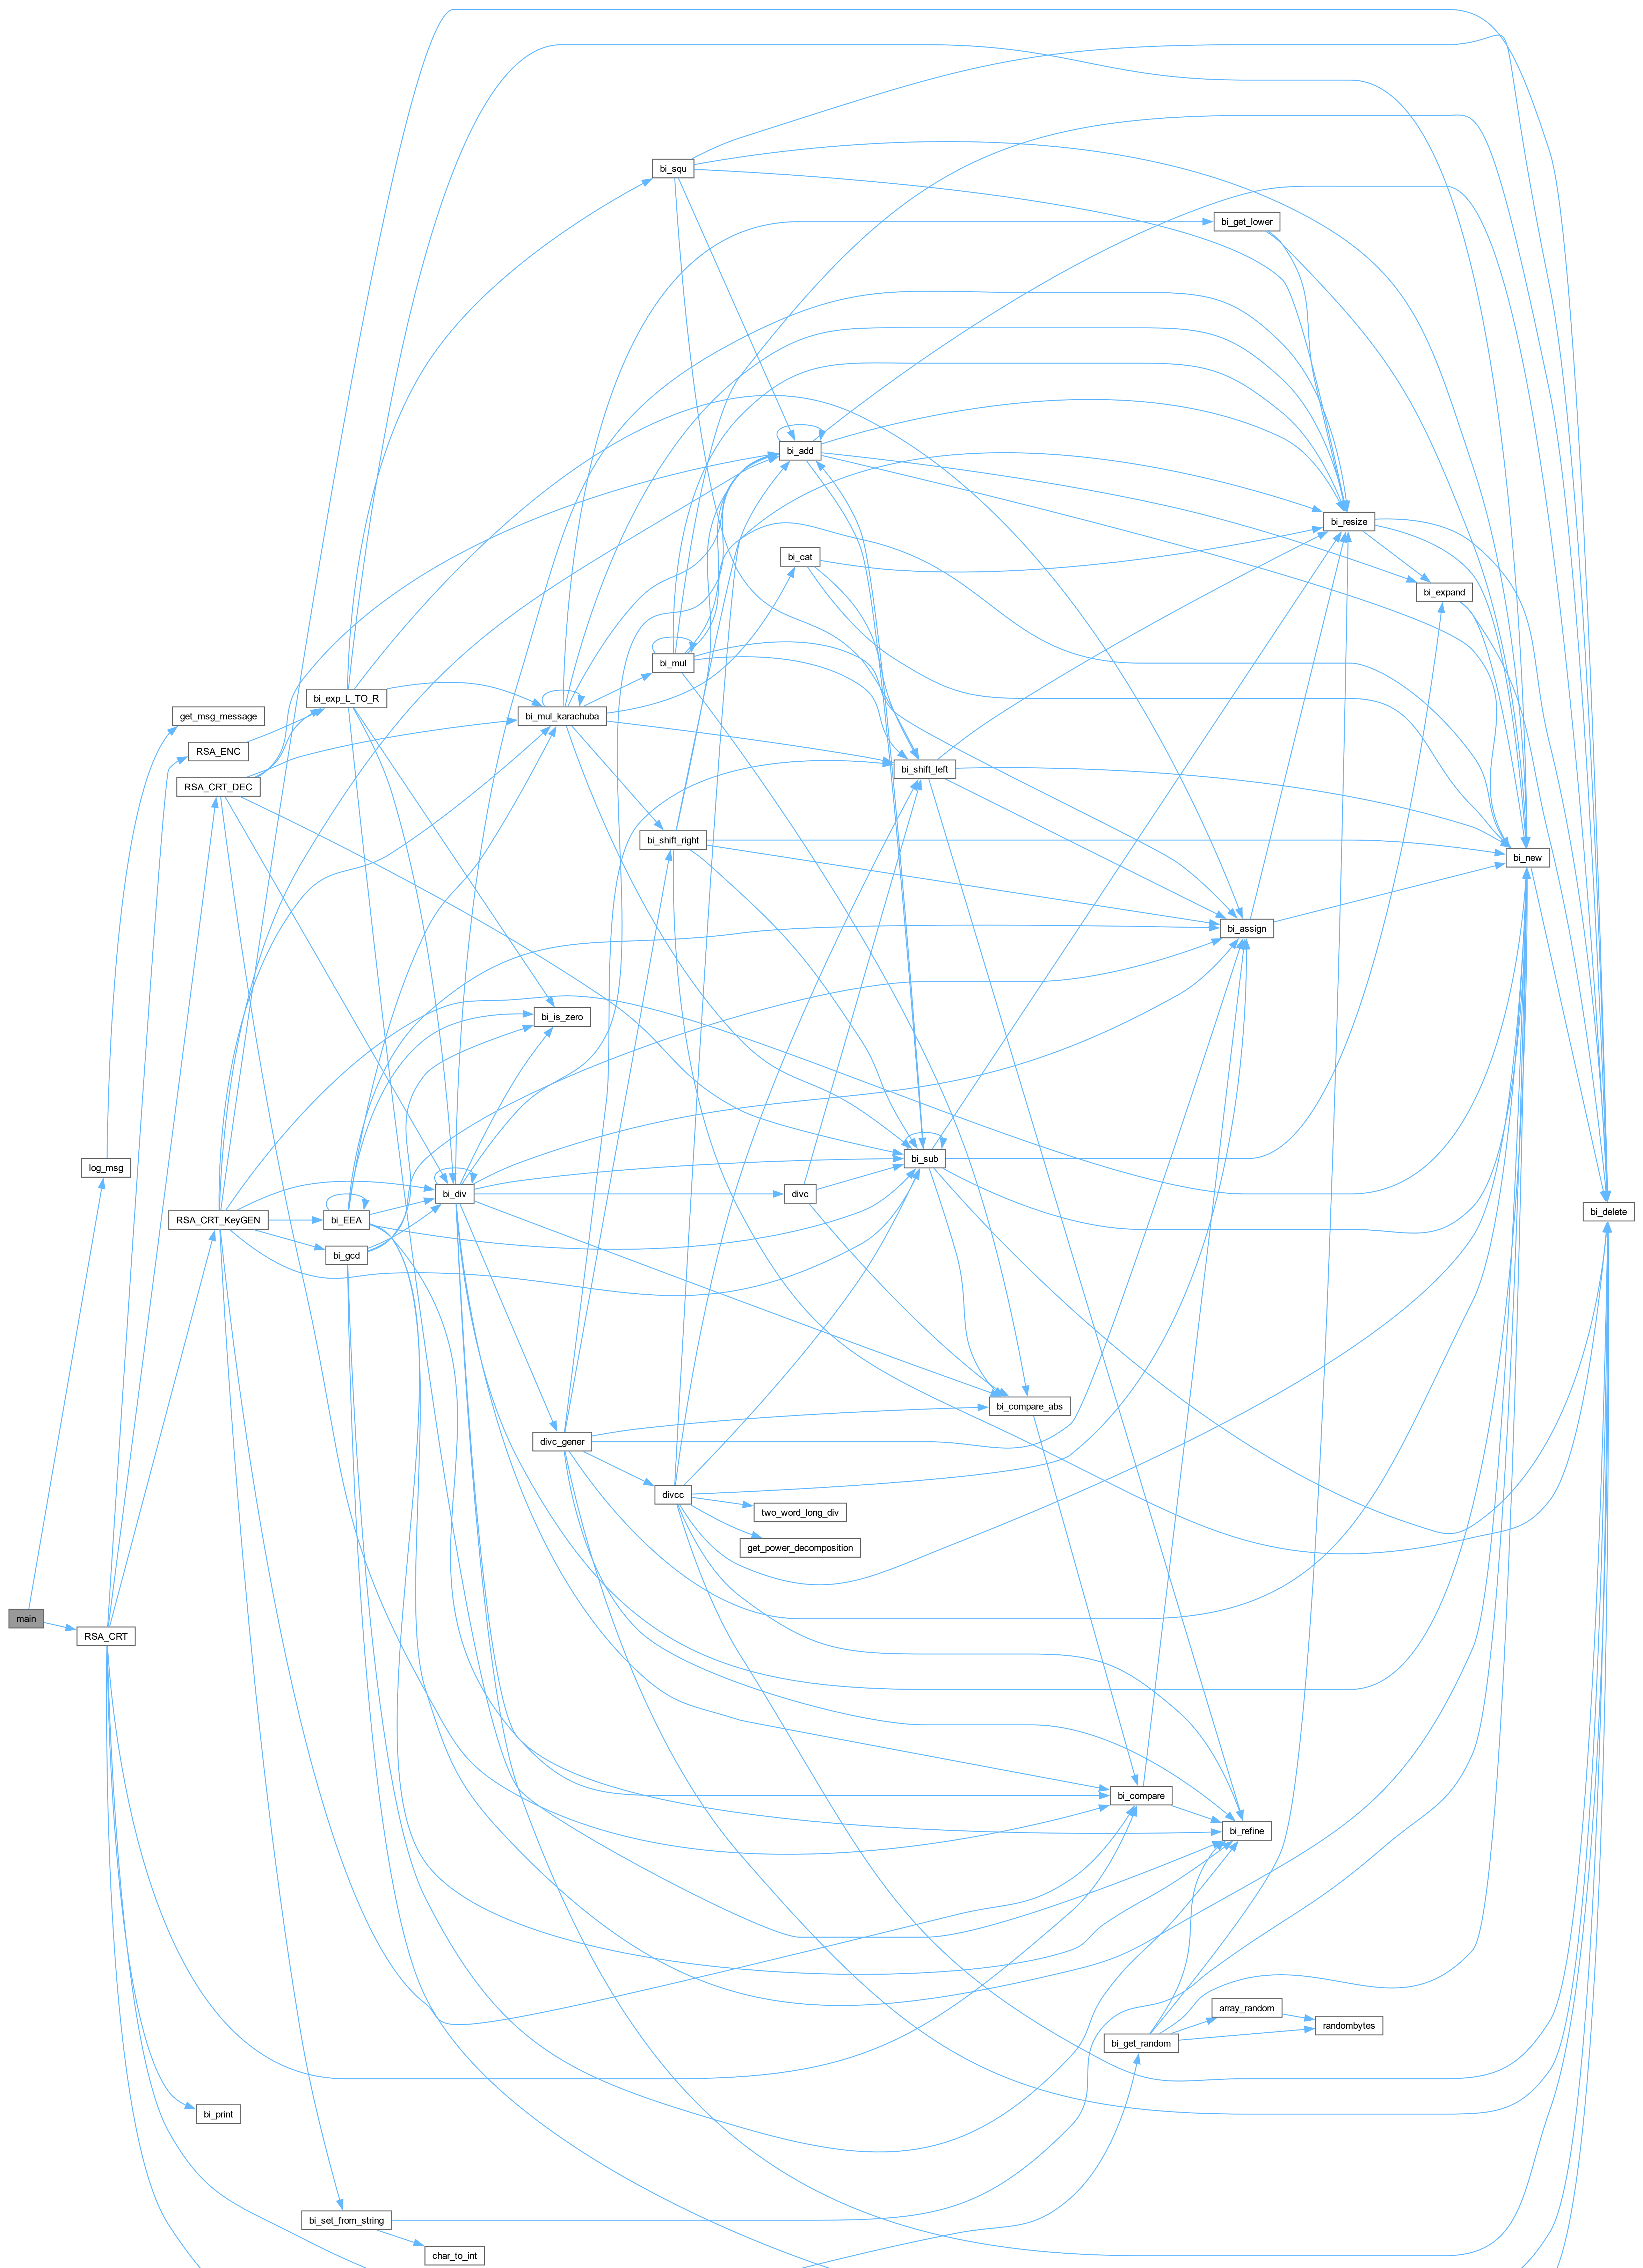 bi_squ
bi_get_lower
bi_add
bi_resize
bi_cat
bi_expand
bi_mul
bi_exp_L_TO_R
get_msg_message
bi_mul_karachuba
RSA_ENC
bi_shift_left
RSA_CRT_DEC
bi_shift_right
bi_new
bi_assign
bi_is_zero
bi_sub
log_msg
bi_div
divc
bi_delete
RSA_CRT_KeyGEN
bi_EEA
bi_gcd
bi_compare_abs
divc_gener
divcc
two_word_long_div
get_power_decomposition
main
RSA_CRT
bi_compare
bi_refine
array_random
randombytes
bi_get_random
bi_print
bi_set_from_string
char_to_int